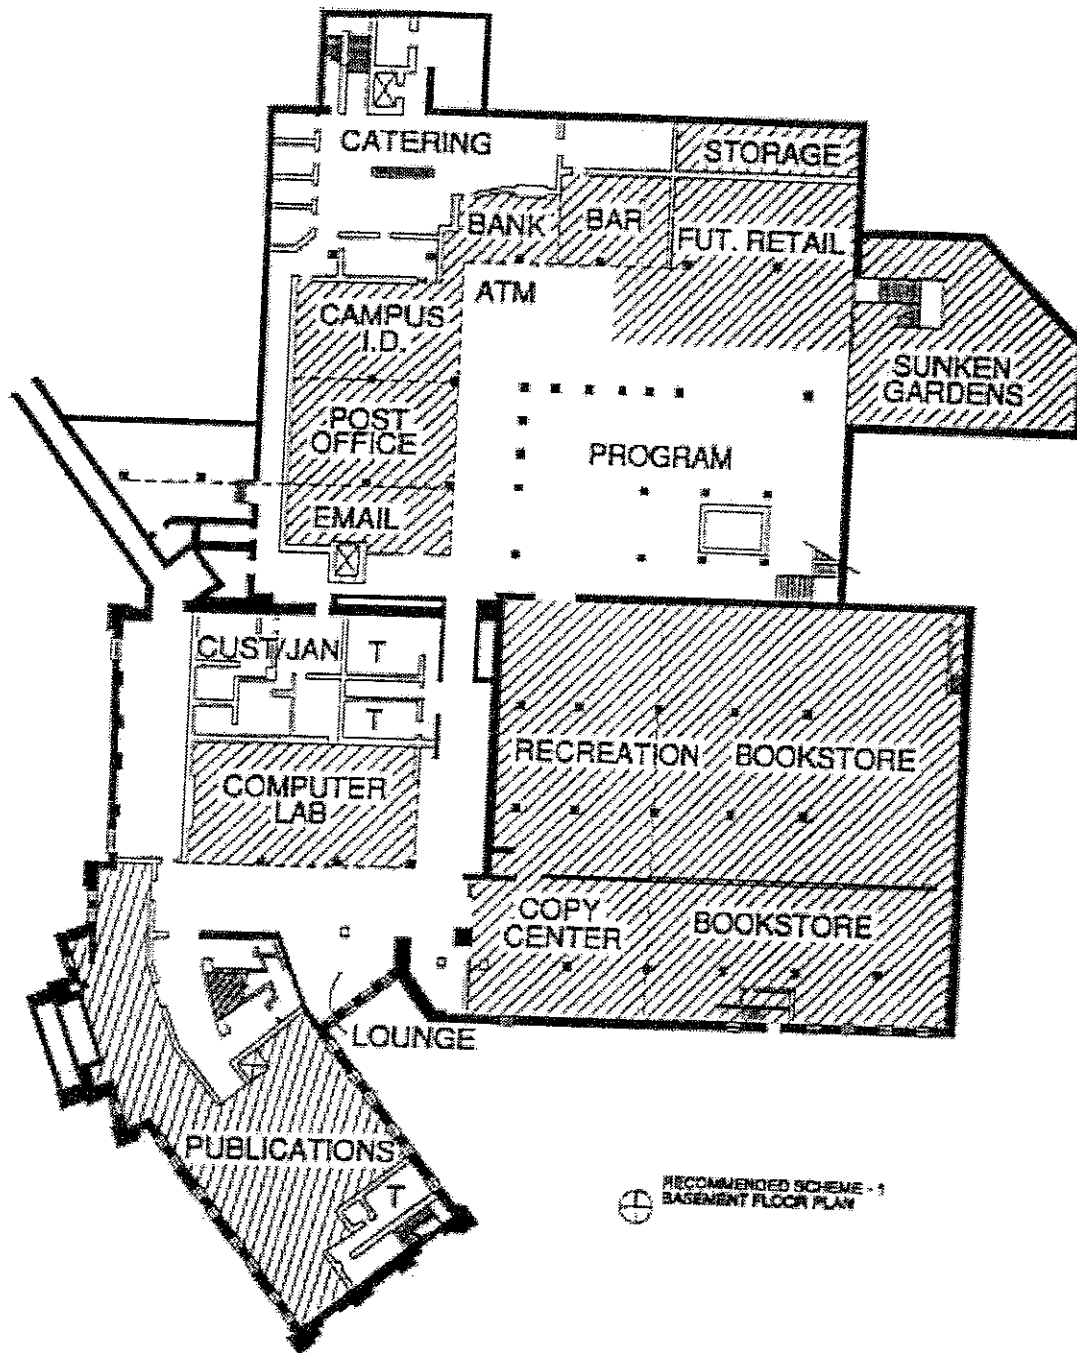 CATERING
STORAGE
BANK
BAR
FUT. RETAIL
ATM
CAMPUS
I.D.
SUNKEN
GARDENS
POST
OFFICE
PROGRAM
EMAIL
CUST/JAN
T
T
RECREATION
BOOKSTORE
COMPUTER
LAB
COPY
CENTER
BOOKSTORE
LOUNGE
PUBLICATIONS
T
RECOMMENDED SCHEME - 1
BASEMENT FLOOR PLAN